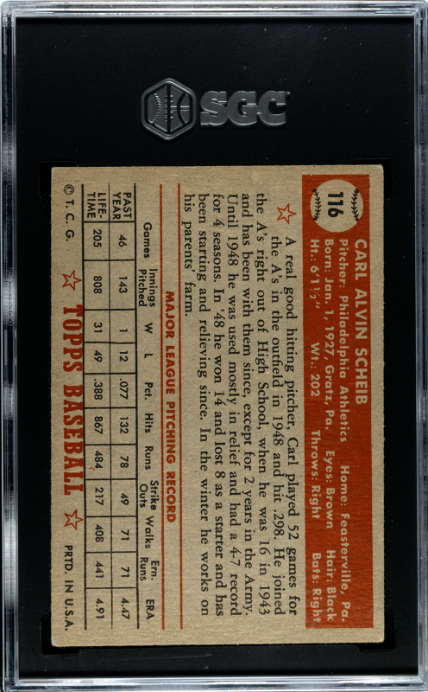 SGC
116
CARL ALVIN SCHEIB
Pitcher: Philadelphia Athletics Home: Feasterville, Pa.
Born: Jan. 1, 1927, Gratz, Pa. Eyes: Brown Hair: Black
Ht.: 6'1½" Wt.: 202 Throws: Right Bats: Right
A real good hitting pitcher, Carl played 52 games for
the A's in the outfield in 1948 and hit .298. He joined
the A's right out of High School, when he was 16 in 1943
and has been with them since, except for 2 years in the Army.
Until 1948 he was used mostly in relief and had a 4-7 record
for 4 seasons. In '48 he won 14 and lost 8 as a starter and has
been starting and relieving since. In the winter he works on
his parents' farm.
MAJOR LEAGUE PITCHING RECORD
Games Innings Pitched W L Pct. Hits Runs Strike Outs Walks Ern. Runs ERA
PAST YEAR 46 143 1 12 .077 132 78 49 71 71 4.47
LIFE-TIME 205 808 31 49 .388 867 484 217 408 441 4.91
© T. C. G. TOPPS BASEBALL PRTD. IN U.S.A.